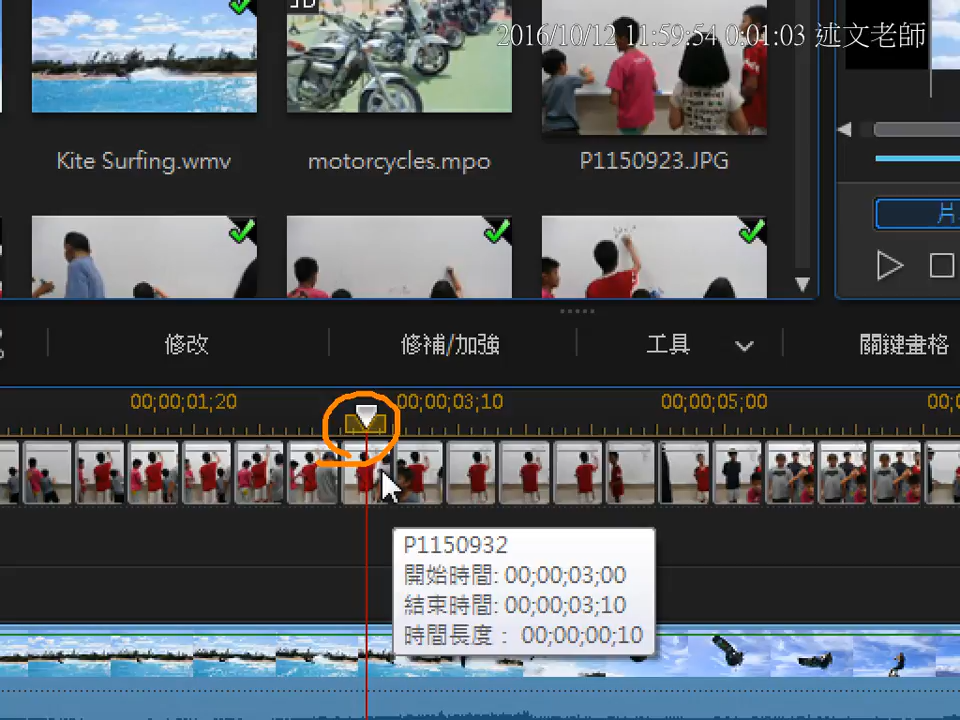 2016/10/12 11:59:54 0:01:03 述文老師
Kite Surfing.wmv
motorcycles.mpo
P1150923.JPG
片
修改
修補/加強
工具
關鍵畫格
00;00;01;20
00;00;03;10
00;00;05;00
00;0
P1150932
開始時間: 00;00;03;00
結束時間: 00;00;03;10
時間長度： 00;00;00;10